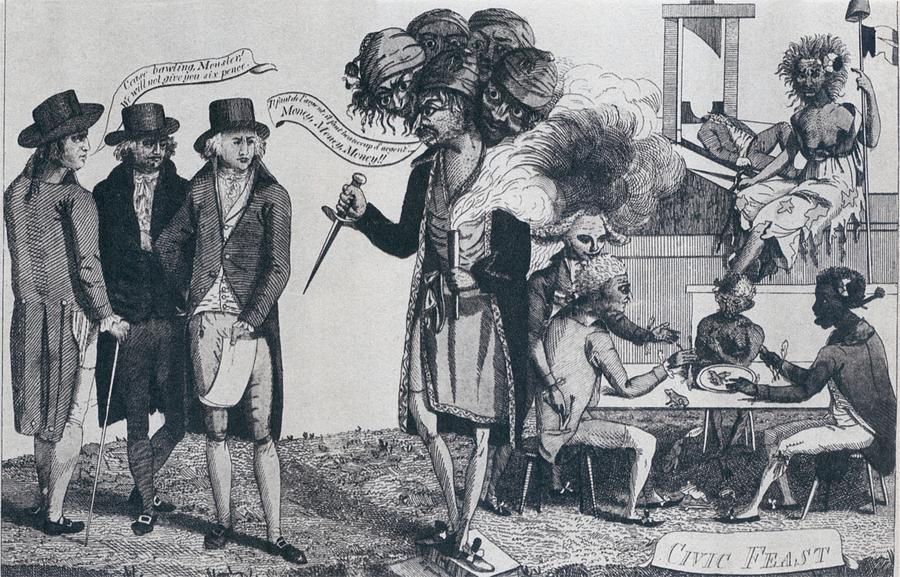 Cease bawling, Monster!
We will not give you six pence.
Il faut de l'argent, il faut beaucoup d'argent
Money, Money, Money!!
CIVIC FEAST